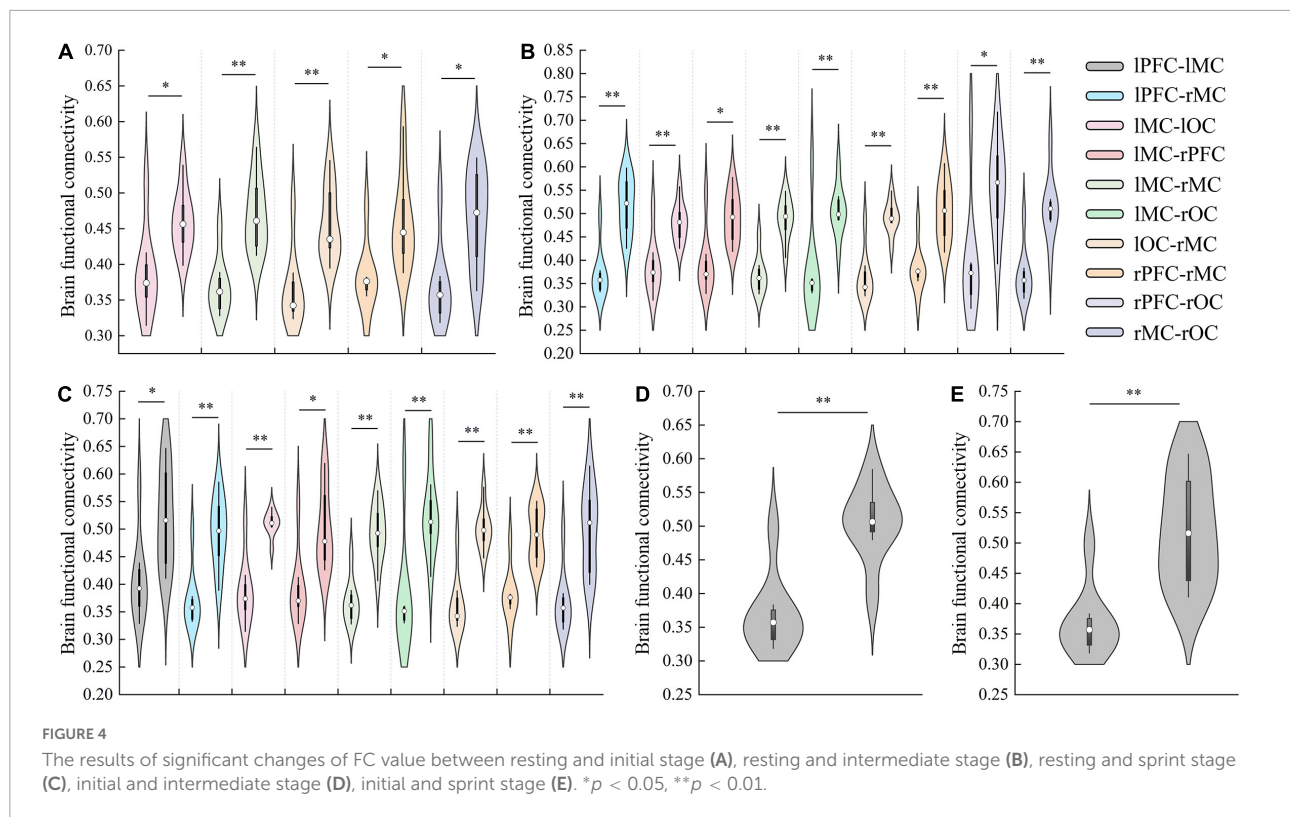 A
Brain functional connectivity
0.70
0.65
0.60
0.55
0.50
0.45
0.40
0.35
0.30
* ** ** * *
B
Brain functional connectivity
0.85
0.80
0.75
0.70
0.65
0.60
0.55
0.50
0.45
0.40
0.35
0.30
0.25
0.20
** ** * ** ** ** ** * **
lPFC-lMC
lPFC-rMC
lMC-lOC
lMC-rPFC
lMC-rMC
lMC-rOC
lOC-rMC
rPFC-rMC
rPFC-rOC
rMC-rOC
C
Brain functional connectivity
0.75
0.70
0.65
0.60
0.55
0.50
0.45
0.40
0.35
0.30
0.25
0.20
* ** ** * ** ** ** ** **
D
Brain functional connectivity
0.70
0.65
0.60
0.55
0.50
0.45
0.40
0.35
0.30
0.25
**
E
Brain functional connectivity
0.75
0.70
0.65
0.60
0.55
0.50
0.45
0.40
0.35
0.30
0.25
**
FIGURE 4
The results of significant changes of FC value between resting and initial stage (A), resting and intermediate stage (B), resting and sprint stage
(C), initial and intermediate stage (D), initial and sprint stage (E). *p < 0.05, **p < 0.01.